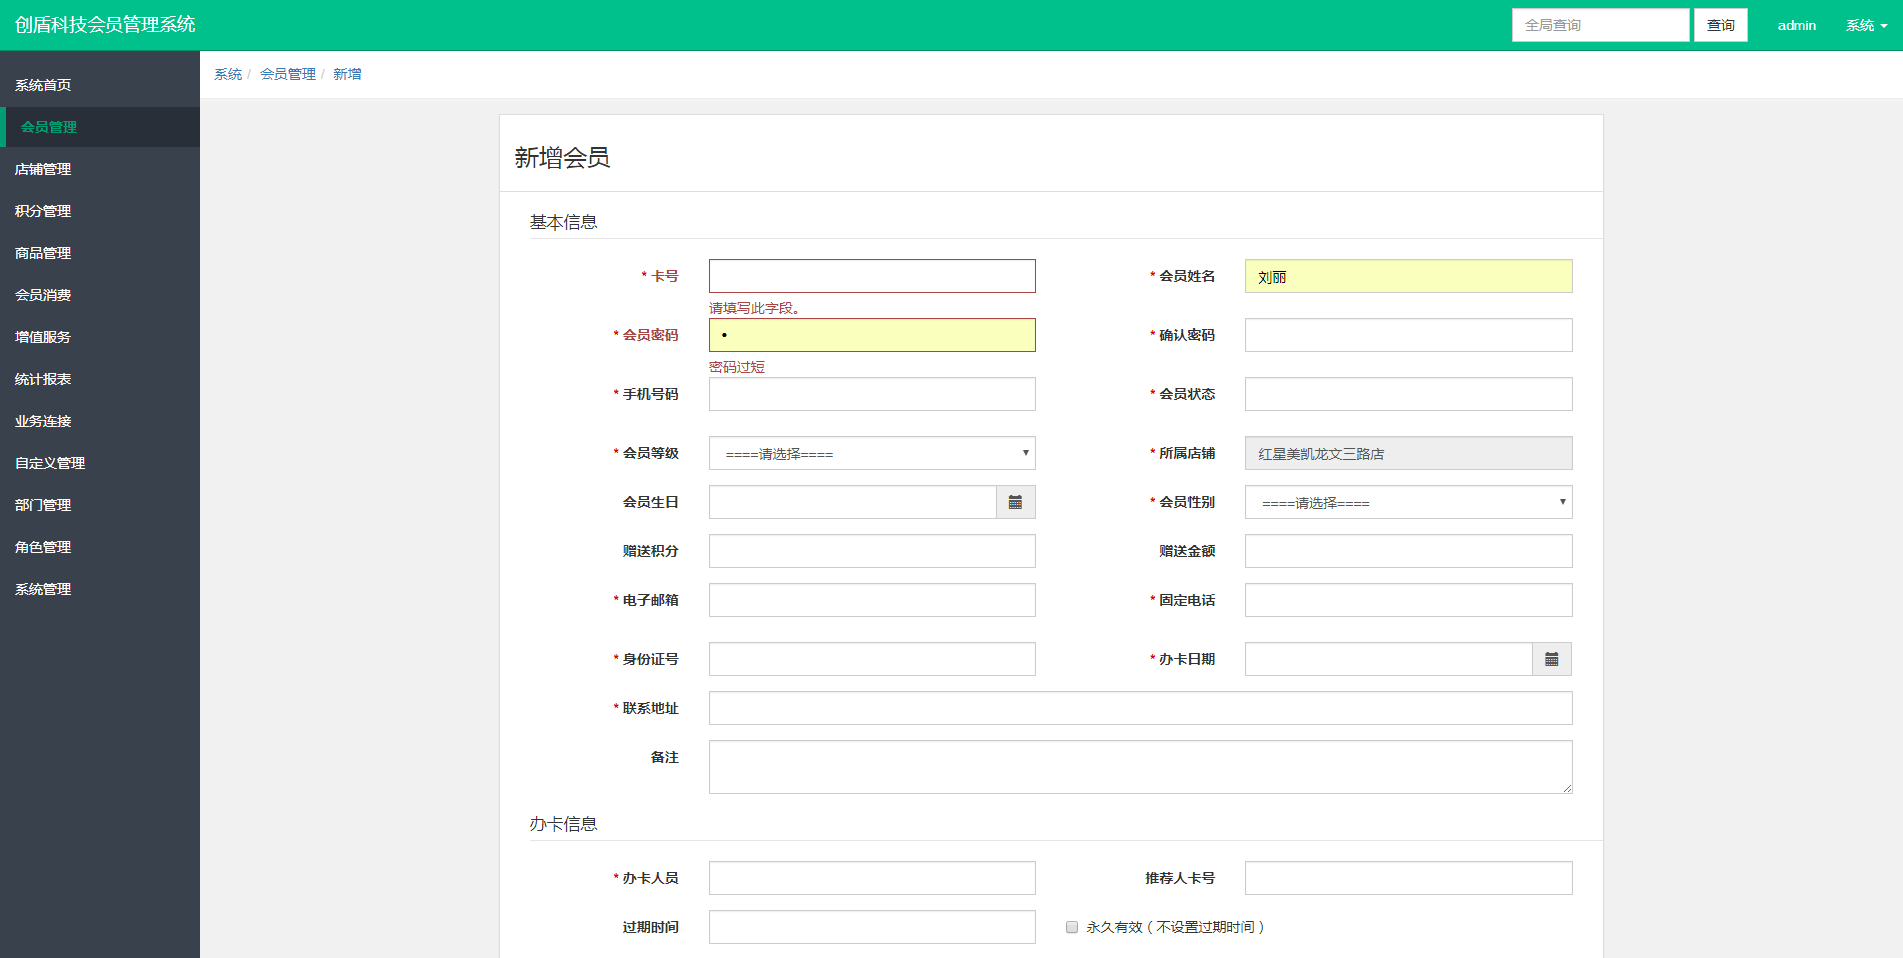 创盾科技会员管理系统
全局查询
查询
admin
系统
系统首页
会员管理
店铺管理
积分管理
商品管理
会员消费
增值服务
统计报表
业务连接
自定义管理
部门管理
角色管理
系统管理
系统 / 会员管理 / 新增
新增会员
基本信息
* 卡号
请填写此字段。
* 会员姓名 刘丽
* 会员密码 •
密码过短
* 确认密码
* 手机号码
* 会员状态
* 会员等级 ====请选择====
* 所属店铺 红星美凯龙文三路店
会员生日
* 会员性别 ====请选择====
赠送积分
赠送金额
* 电子邮箱
* 固定电话
* 身份证号
* 办卡日期
* 联系地址
备注
办卡信息
* 办卡人员
推荐人卡号
过期时间
永久有效（不设置过期时间）